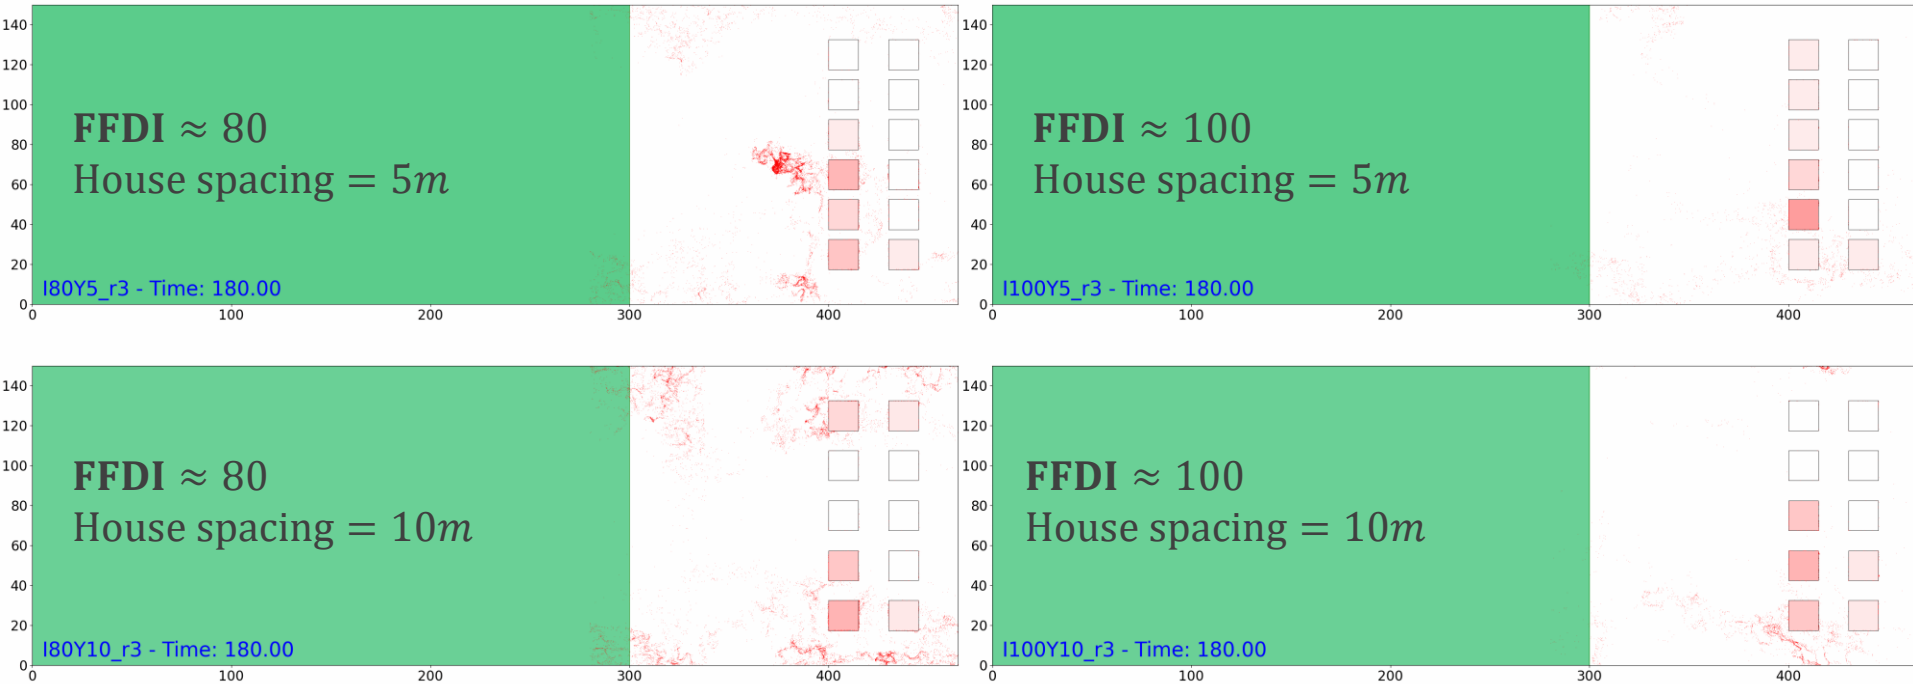 140
120
100
80
60
40
20
0
FFDI ≈ 80
House spacing = 5m
I80Y5_r3 - Time: 180.00
0 100 200 300 400
140
120
100
80
60
40
20
0
FFDI ≈ 100
House spacing = 5m
I100Y5_r3 - Time: 180.00
0 100 200 300 400
140
120
100
80
60
40
20
0
FFDI ≈ 80
House spacing = 10m
I80Y10_r3 - Time: 180.00
0 100 200 300 400
140
120
100
80
60
40
20
0
FFDI ≈ 100
House spacing = 10m
I100Y10_r3 - Time: 180.00
0 100 200 300 400